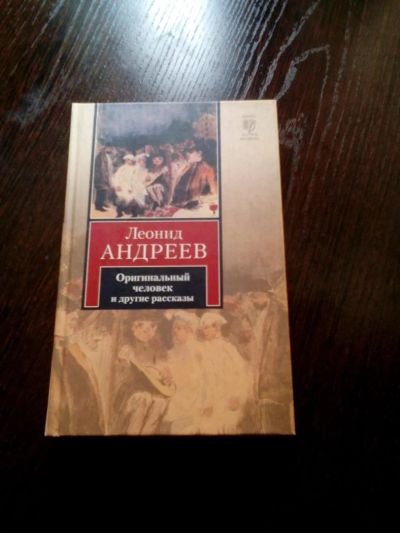 Леонид
АНДРЕЕВ
Оригинальный
человек
и другие рассказы